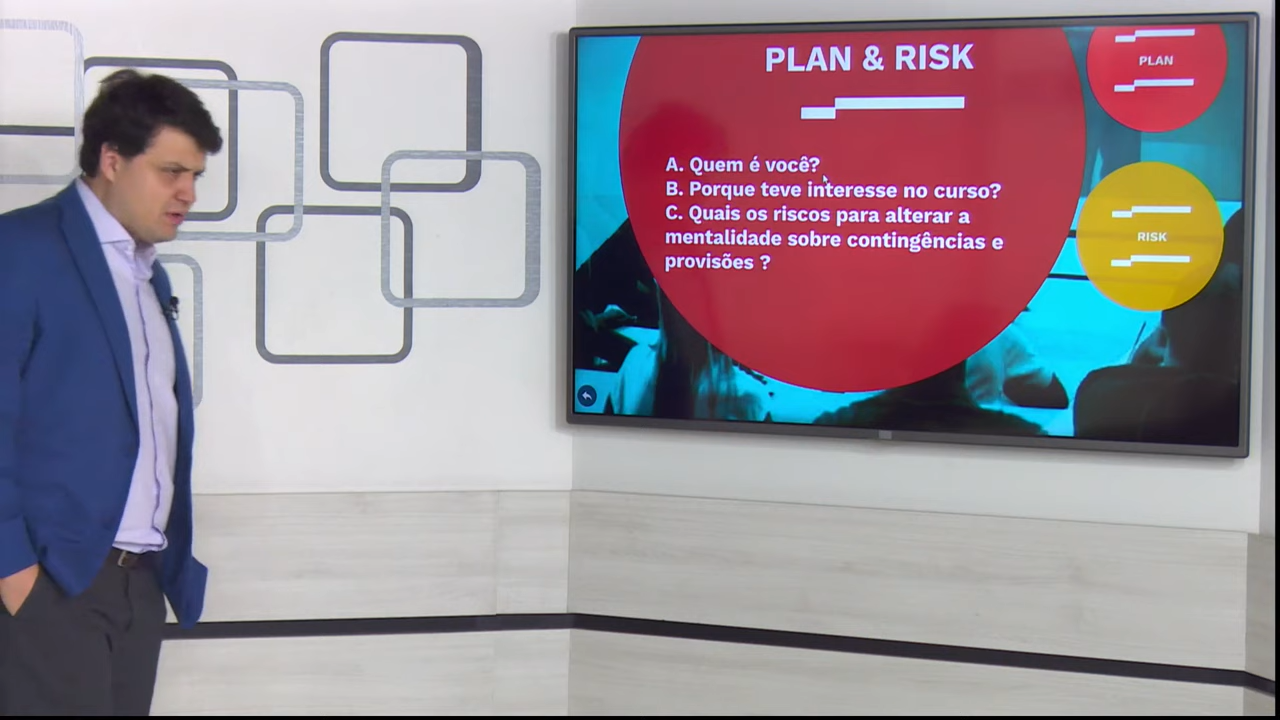 PLAN & RISK
A. Quem é você?
B. Porque teve interesse no curso?
C. Quais os riscos para alterar a
mentalidade sobre contingências e
provisões ?
PLAN
RISK